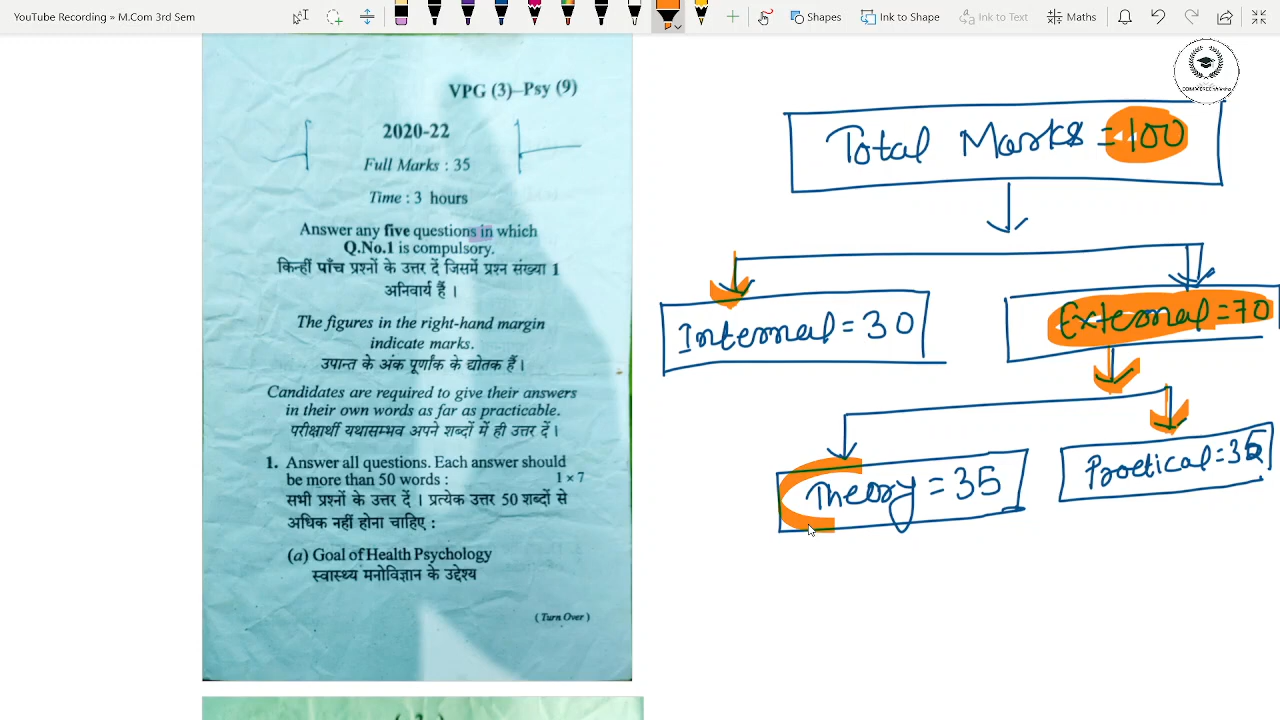 YouTube Recording » M.Com 3rd Sem
Shapes
Ink to Shape
Ink to Text
Maths
VPG (3)–Psy (9)
2020-22
Full Marks : 35
Time : 3 hours
Answer any five questions in which
Q.No.1 is compulsory.
किन्हीं पाँच प्रश्नों के उत्तर दें जिसमें प्रश्न संख्या 1
अनिवार्य हैं ।
The figures in the right-hand margin
indicate marks.
उपान्त के अंक पूर्णांक के द्योतक हैं ।
Candidates are required to give their answers
in their own words as far as practicable.
परीक्षार्थी यथासम्भव अपने शब्दों में ही उत्तर दें ।
1. Answer all questions. Each answer should
be more than 50 words : 1 × 7
सभी प्रश्नों के उत्तर दें । प्रत्येक उत्तर 50 शब्दों से
अधिक नहीं होना चाहिए :
(a) Goal of Health Psychology
स्वास्थ्य मनोविज्ञान के उद्देश्य
( Turn Over )
Total Marks = 100
Internal = 30
External = 70
Theory = 35
Practical = 35